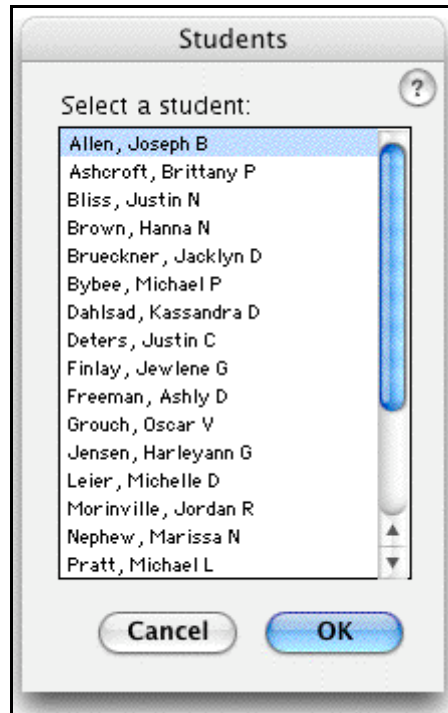 Students
?
Select a student:
Allen, Joseph B
Ashcroft, Brittany P
Bliss, Justin N
Brown, Hanna N
Brueckner, Jacklyn D
Bybee, Michael P
Dahlsad, Kassandra D
Deters, Justin C
Finlay, Jewlene G
Freeman, Ashly D
Grouch, Oscar V
Jensen, Harleyann G
Leier, Michelle D
Morinville, Jordan R
Nephew, Marissa N
Pratt, Michael L
Cancel OK